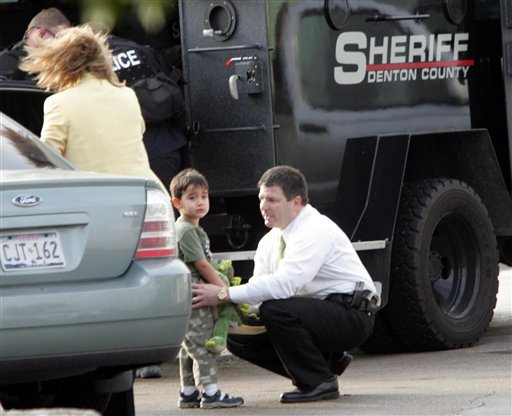 ICE
SHERIFF
DENTON COUNTY
Ford
CJT 162